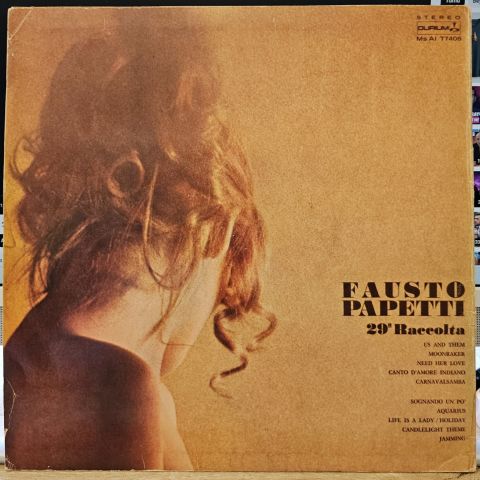 STEREO
DURIUM
Ms AI 77406
FAUSTO
PAPETTI
29ª Raccolta
US AND THEM
MOONRAKER
NEED HER LOVE
CANTO D'AMORE INDIANO
CARNAVALSAMBA
SOGNANDO UN PO'
AQUARIUS
LIFE IS A LADY/HOLIDAY
CANDLELIGHT THEME
JAMMING